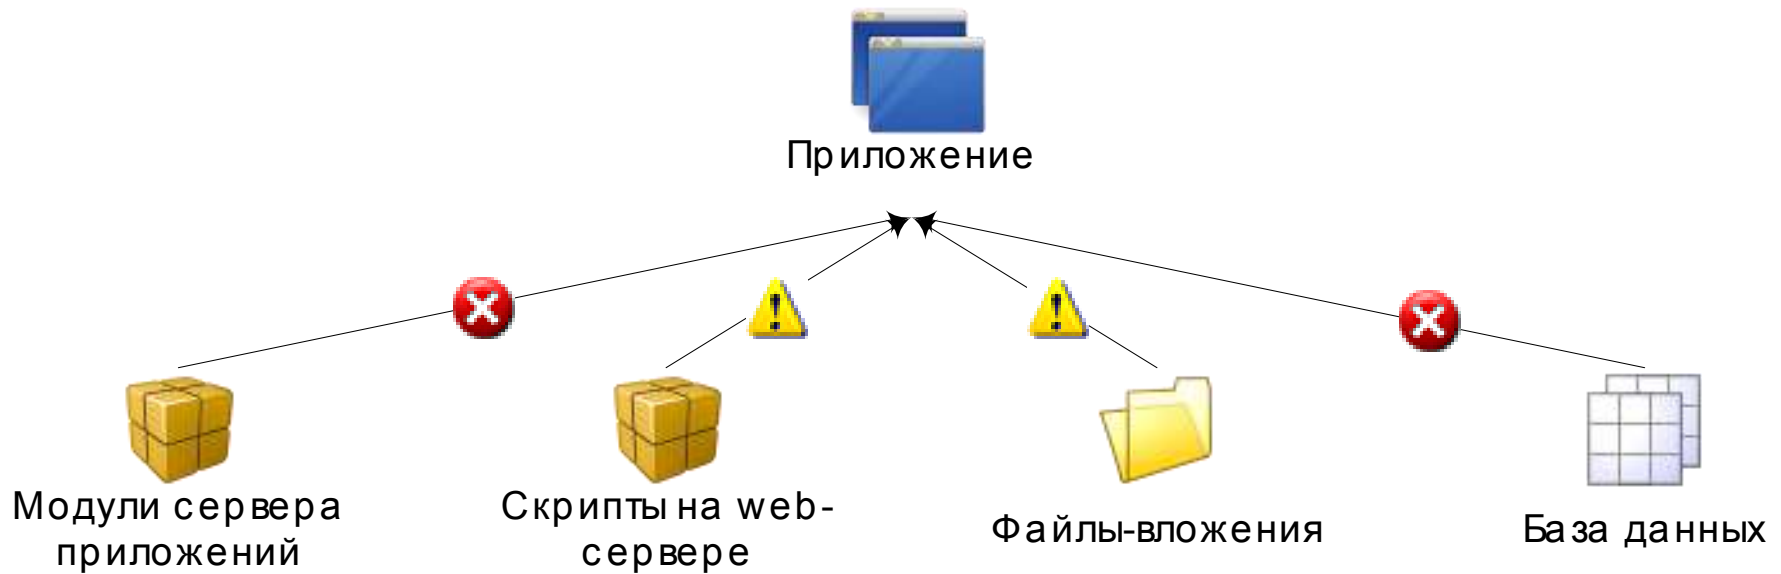 Приложение
Модули сервера
приложений
Скрипты на web-
сервере
Файлы-вложения
База данных